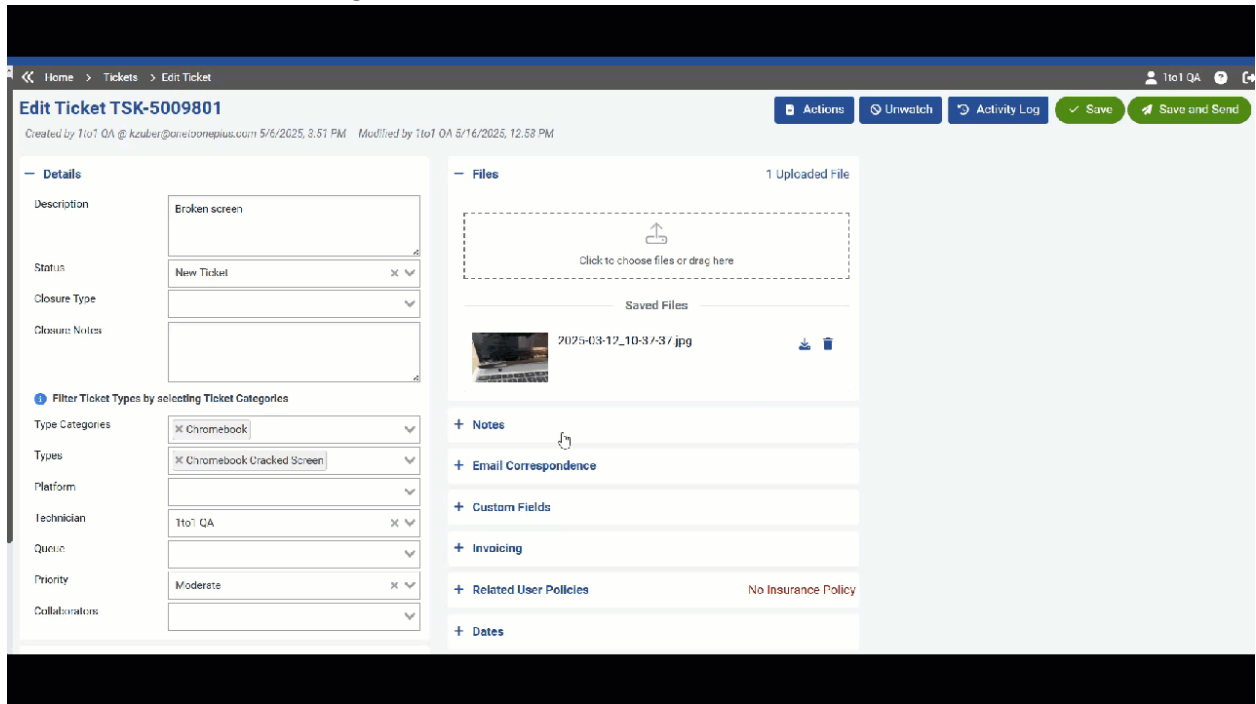 Home > Tickets > Edit Ticket
1to1 QA
Edit Ticket TSK-5009801
Actions
Unwatch
Activity Log
Save
Save and Send
Created by 1to1 QA @ kzuber@onetooneplus.com 5/6/2025, 3:51 PM Modified by 1to1 QA 5/16/2025, 12:53 PM
Details
Description
Broken screen
Status
New Ticket
Closure Type
Closure Notes
Filter Ticket Types by selecting Ticket Categories
Type Categories
Chromebook
Types
Chromebook Cracked Screen
Platform
Technician
1to1 QA
Queue
Priority
Moderate
Collaborators
Files
1 Uploaded File
Click to choose files or drag here
Saved Files
2025-03-12_10-37-37.jpg
Notes
Email Correspondence
Custom Fields
Invoicing
Related User Policies
No Insurance Policy
Dates